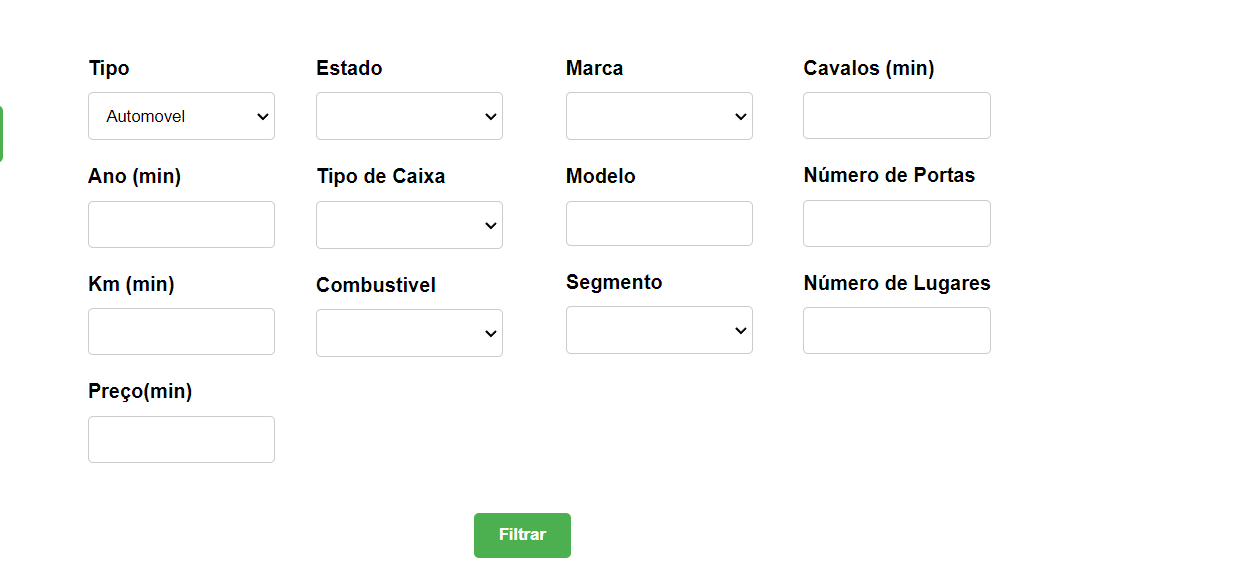 Tipo
Estado
Marca
Cavalos (min)
Automovel
Ano (min)
Tipo de Caixa
Modelo
Número de Portas
Km (min)
Combustivel
Segmento
Número de Lugares
Preço(min)
Filtrar